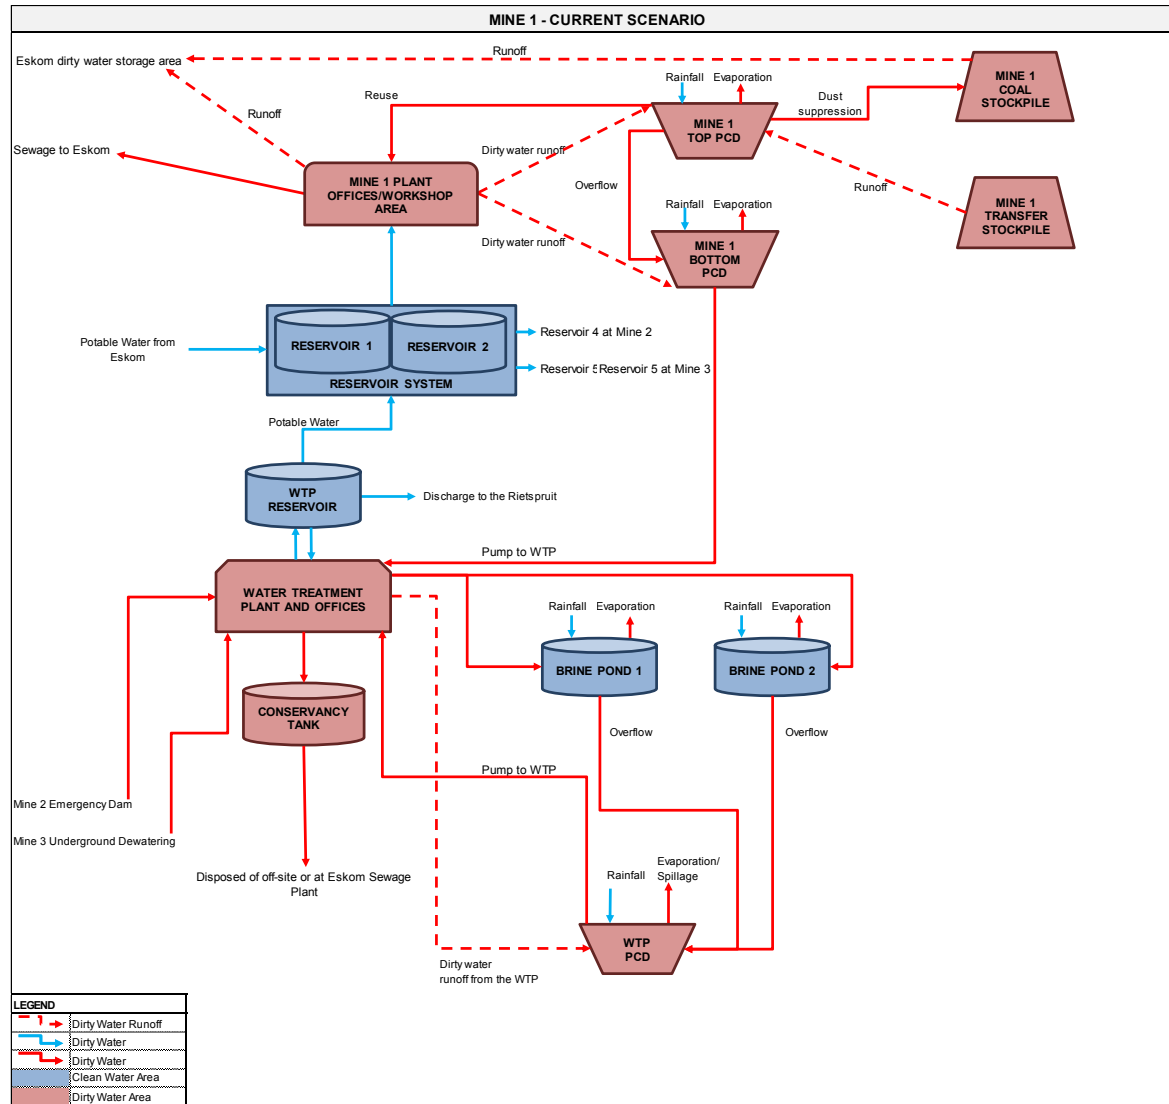 MINE 1 - CURRENT SCENARIO
Runoff
Eskom dirty water storage area
Rainfall
Evaporation
MINE 1
COAL
STOCKPILE
Reuse
Dust
suppression
Runoff
MINE 1
TOP PCD
Sewage to Eskom
Dirty water runoff
MINE 1 PLANT
OFFICES/WORKSHOP
AREA
Overflow
Runoff
MINE 1
TRANSFER
STOCKPILE
Rainfall
Evaporation
Dirty water runoff
MINE 1
BOTTOM
PCD
Potable Water from
Eskom
RESERVOIR 1
RESERVOIR 2
RESERVOIR SYSTEM
Reservoir 4 at Mine 2
Reservoir 5 Reservoir 5 at Mine 3
Potable Water
WTP
RESERVOIR
Discharge to the Rietspruit
Pump to WTP
WATER TREATMENT
PLANT AND OFFICES
Rainfall
Evaporation
Rainfall
Evaporation
BRINE POND 1
BRINE POND 2
CONSERVANCY
TANK
Overflow
Overflow
Pump to WTP
Mine 2 Emergency Dam
Mine 3 Underground Dewatering
Disposed of off-site or at Eskom Sewage
Plant
Rainfall
Evaporation/
Spillage
WTP
PCD
Dirty water
runoff from the WTP
LEGEND
Dirty Water Runoff
Dirty Water
Dirty Water
Clean Water Area
Dirty Water Area